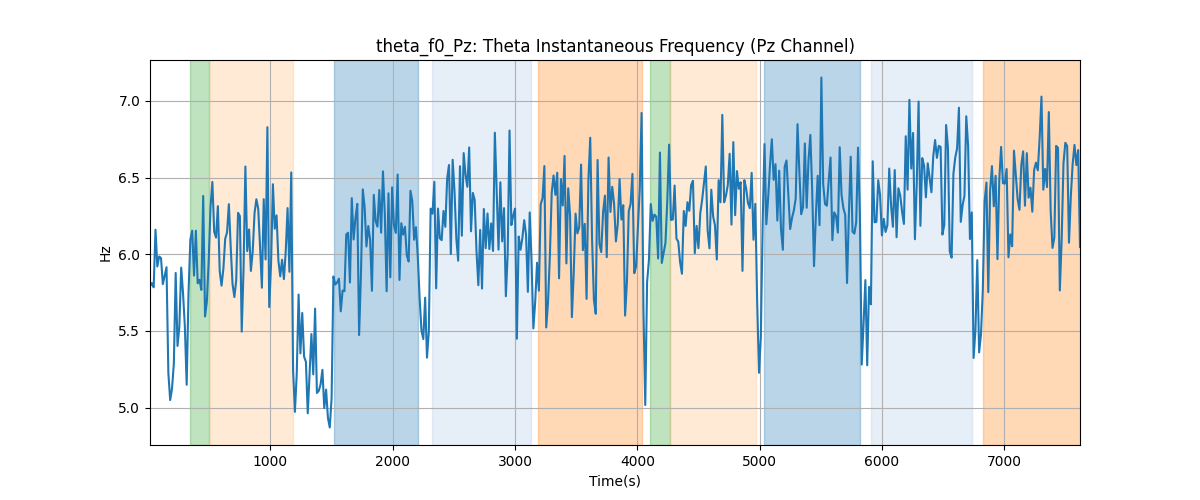 theta_f0_Pz: Theta Instantaneous Frequency (Pz Channel)
7.0
6.5
6.0
5.5
5.0
Hz
1000 2000 3000 4000 5000 6000 7000
Time(s)